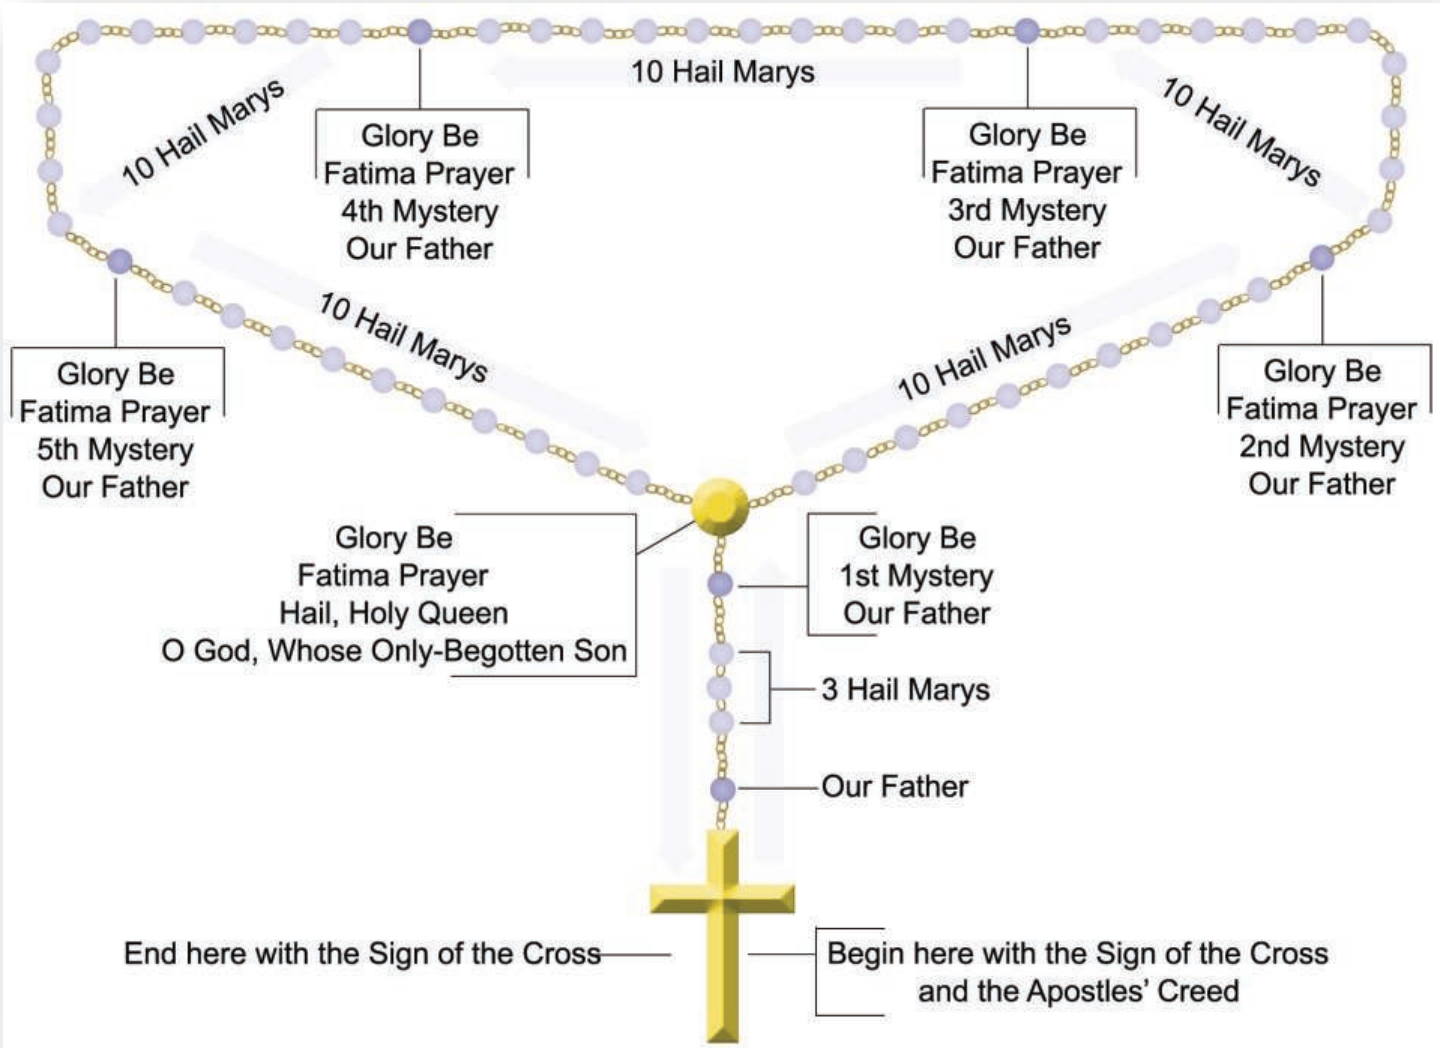 10 Hail Marys
10 Hail Marys
10 Hail Marys
Glory Be
Fatima Prayer
4th Mystery
Our Father
Glory Be
Fatima Prayer
3rd Mystery
Our Father
10 Hail Marys
10 Hail Marys
Glory Be
Fatima Prayer
5th Mystery
Our Father
Glory Be
Fatima Prayer
2nd Mystery
Our Father
Glory Be
Fatima Prayer
Hail, Holy Queen
O God, Whose Only-Begotten Son
Glory Be
1st Mystery
Our Father
3 Hail Marys
Our Father
End here with the Sign of the Cross
Begin here with the Sign of the Cross
and the Apostles’ Creed